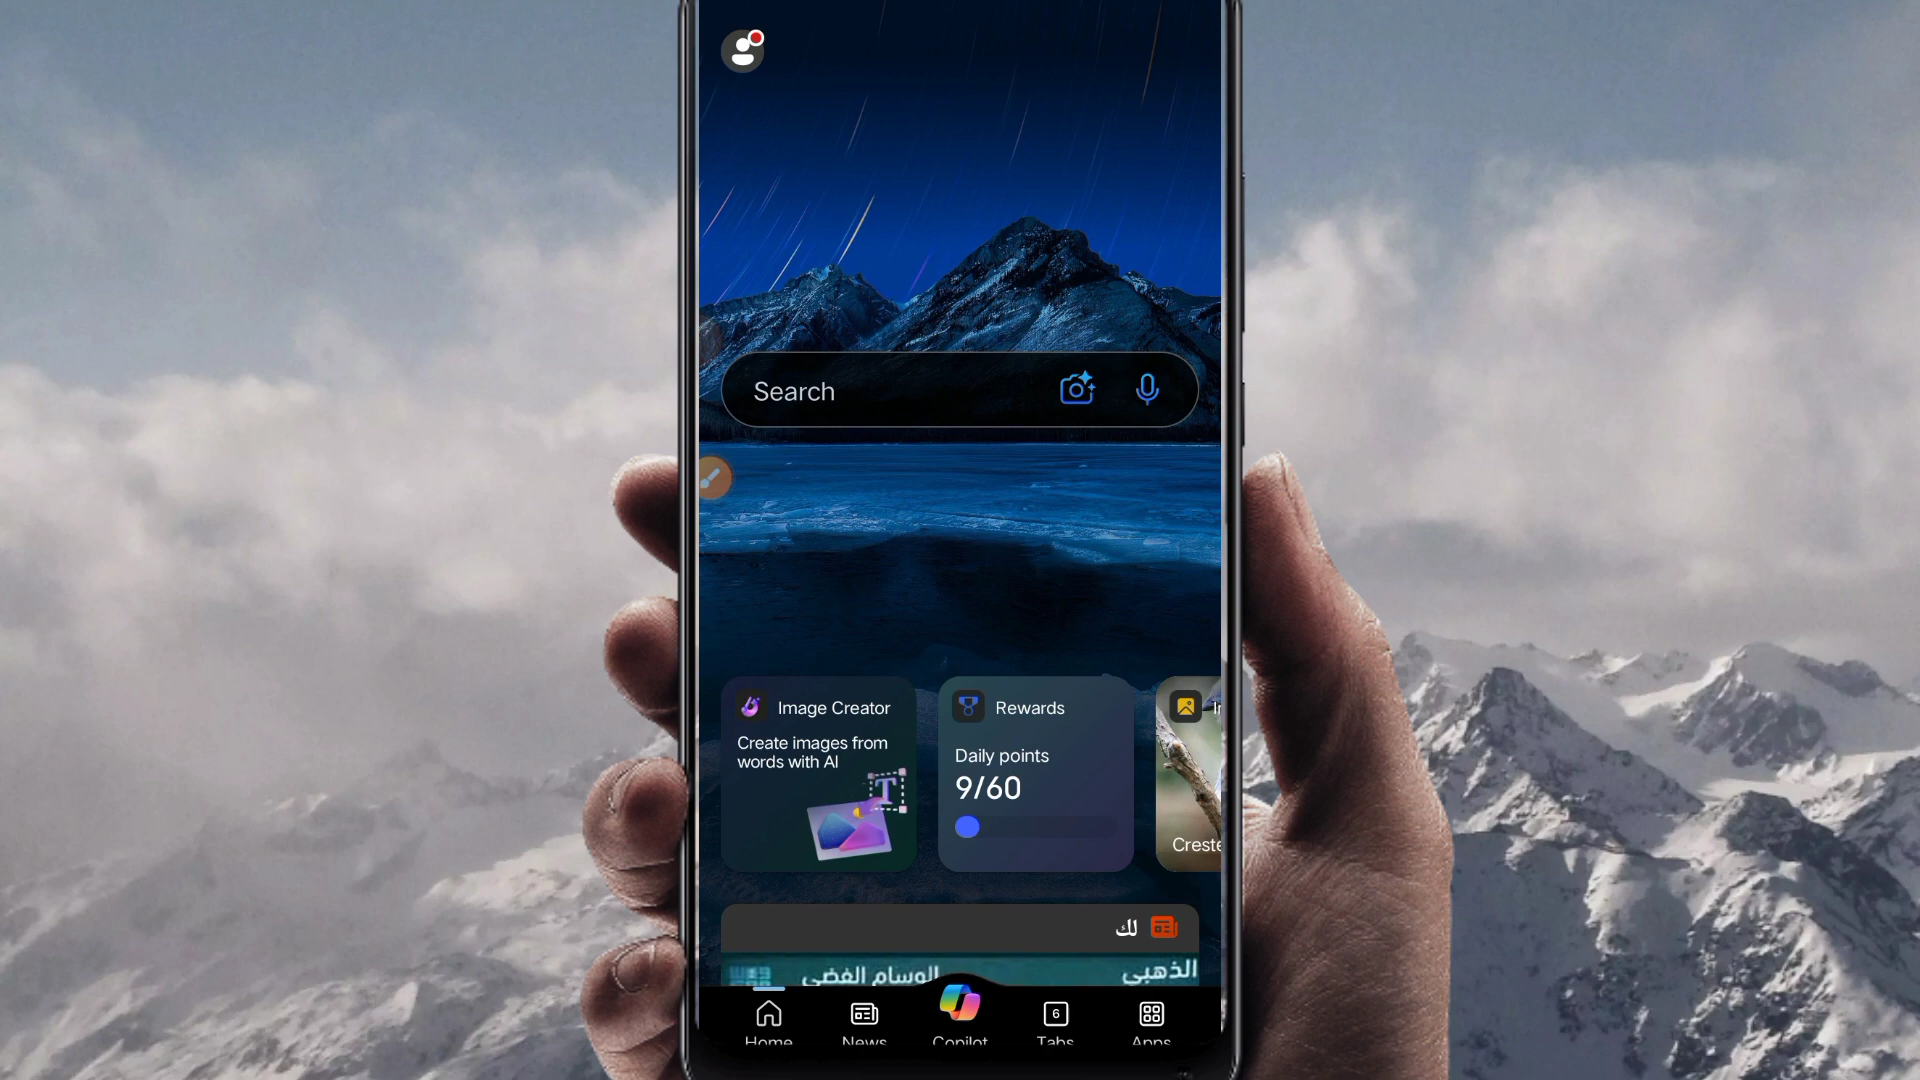 Search
Image Creator
Create images from
words with AI
Rewards
Daily points
9/60
Creste
لك
الذهبي
الوسام الفضي
Home
News
Copilot
6
Tabs
Apps